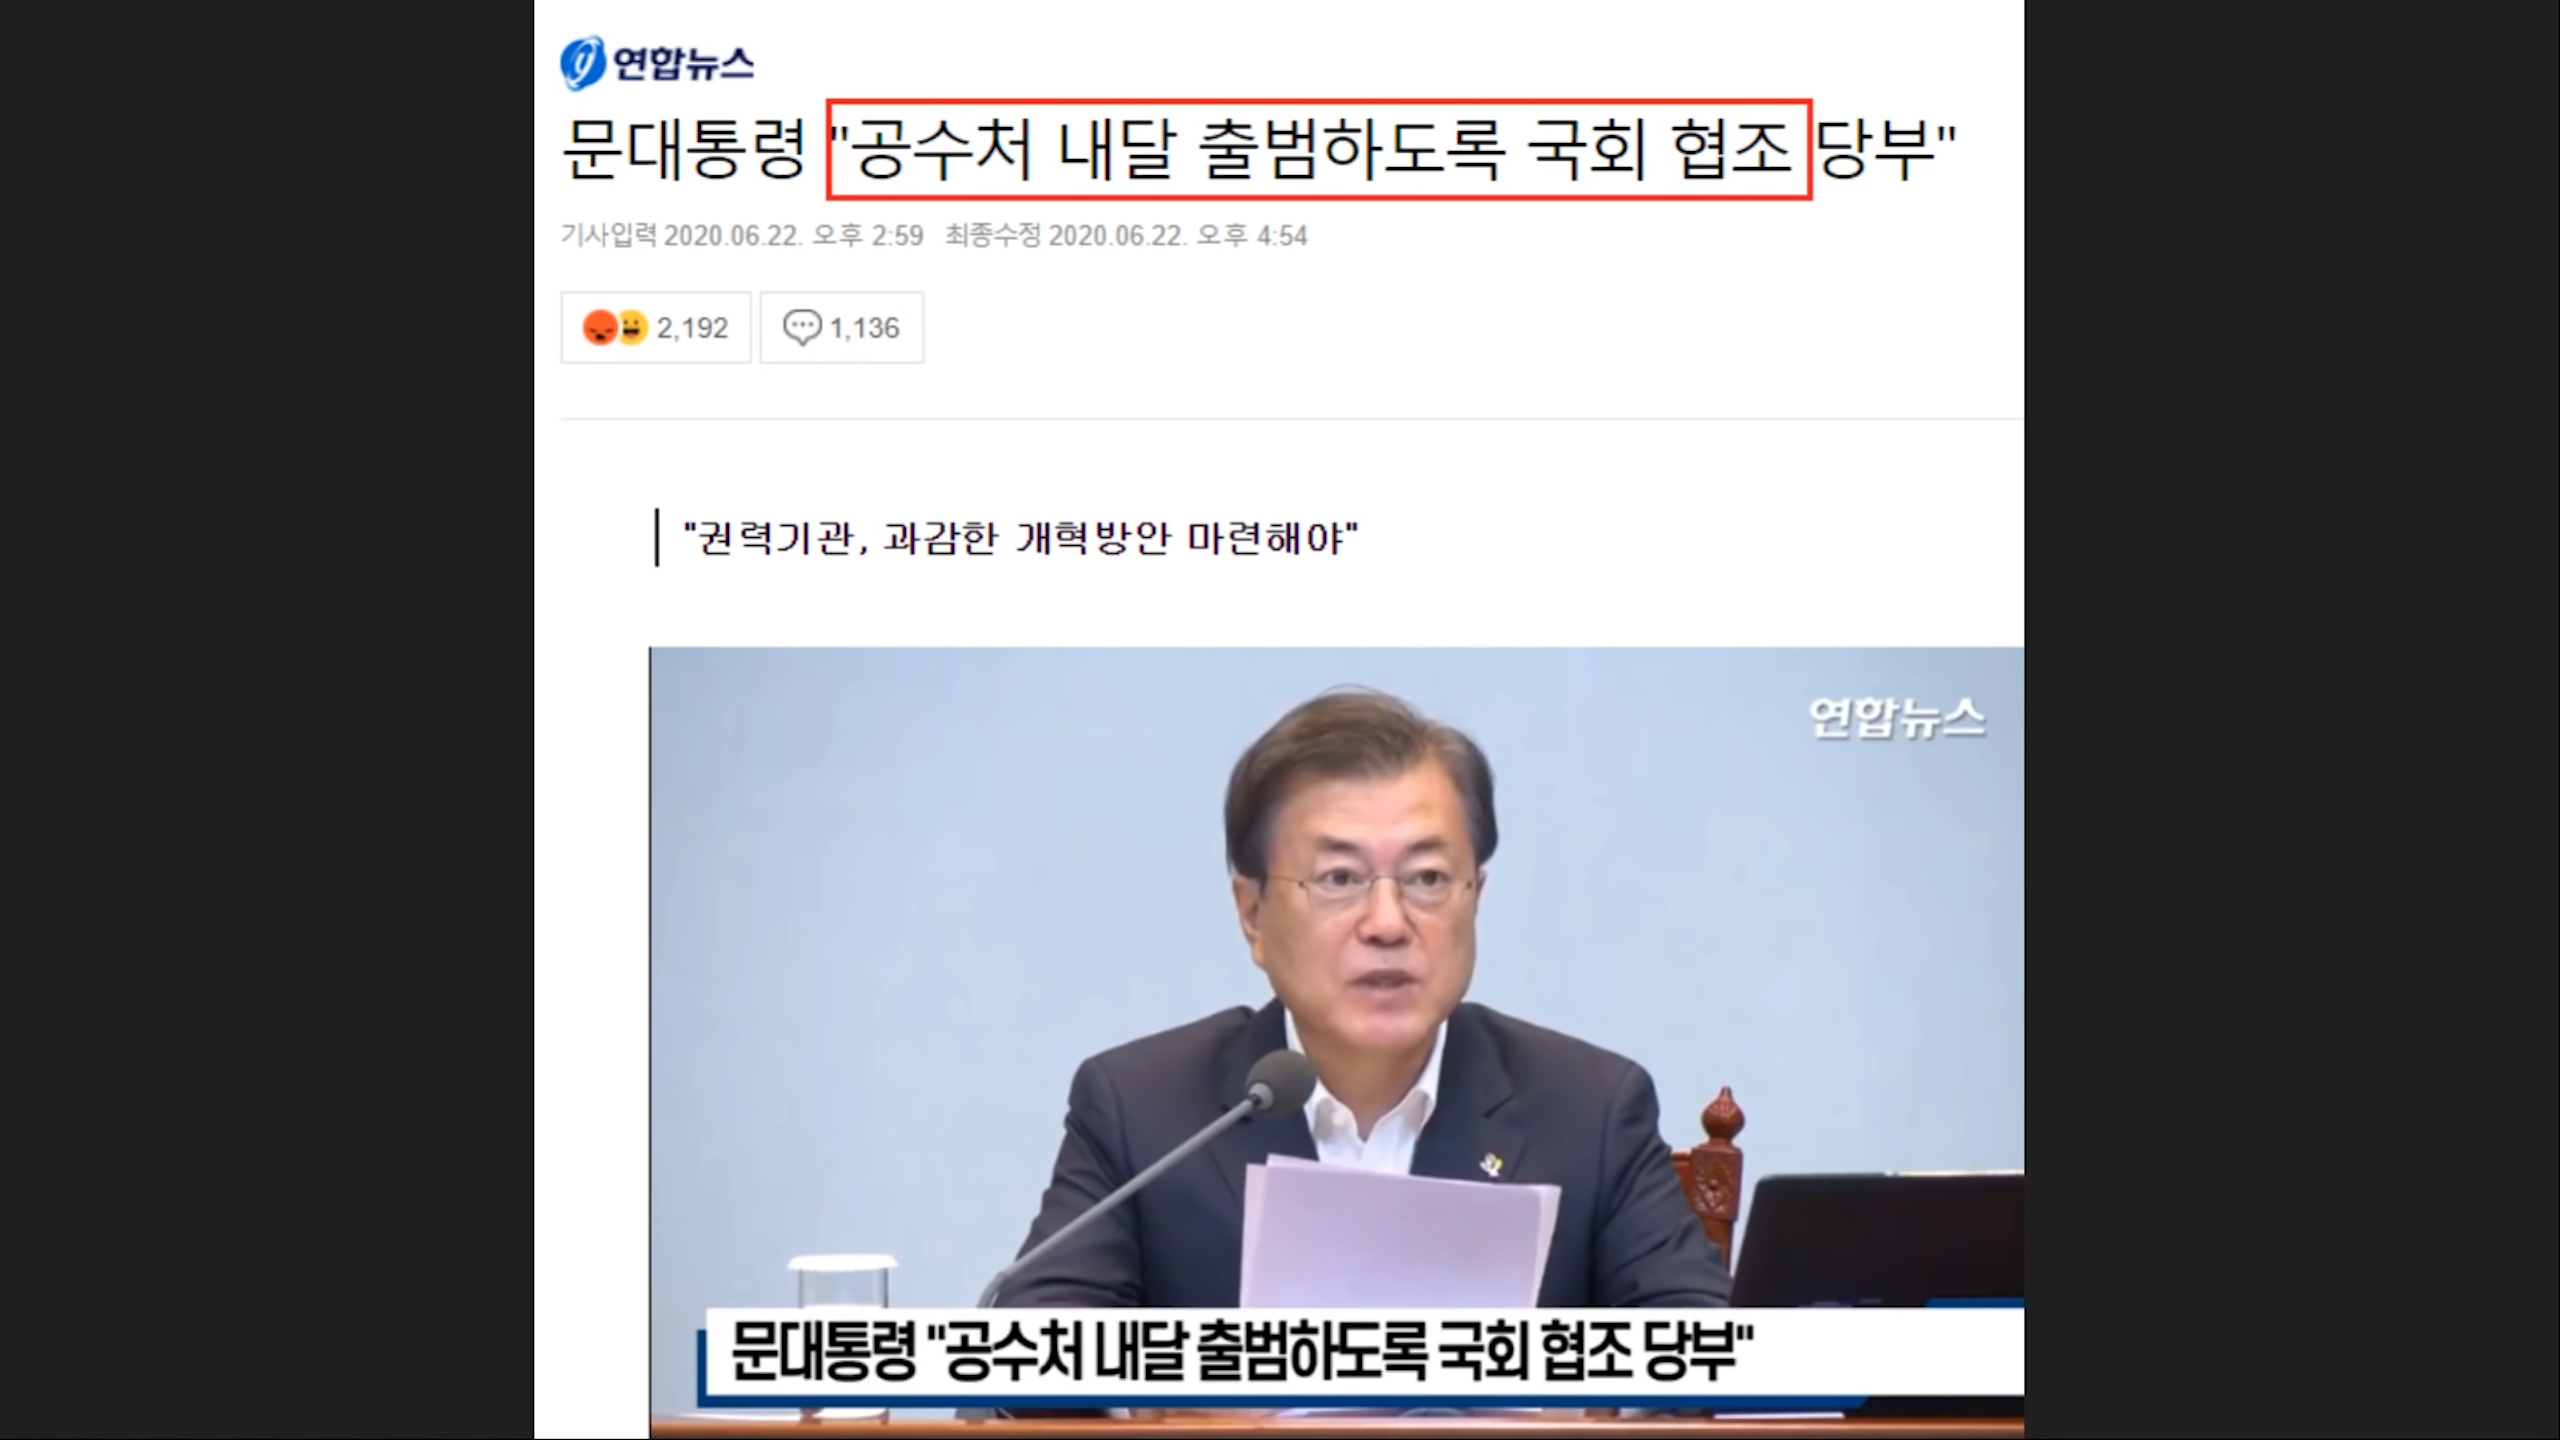 연합뉴스
문대통령 "공수처 내달 출범하도록 국회 협조 당부"
기사입력 2020.06.22. 오후 2:59 최종수정 2020.06.22. 오후 4:54
2,192 1,136
"권력기관, 과감한 개혁방안 마련해야"
연합뉴스
문대통령 "공수처 내달 출범하도록 국회 협조 당부"